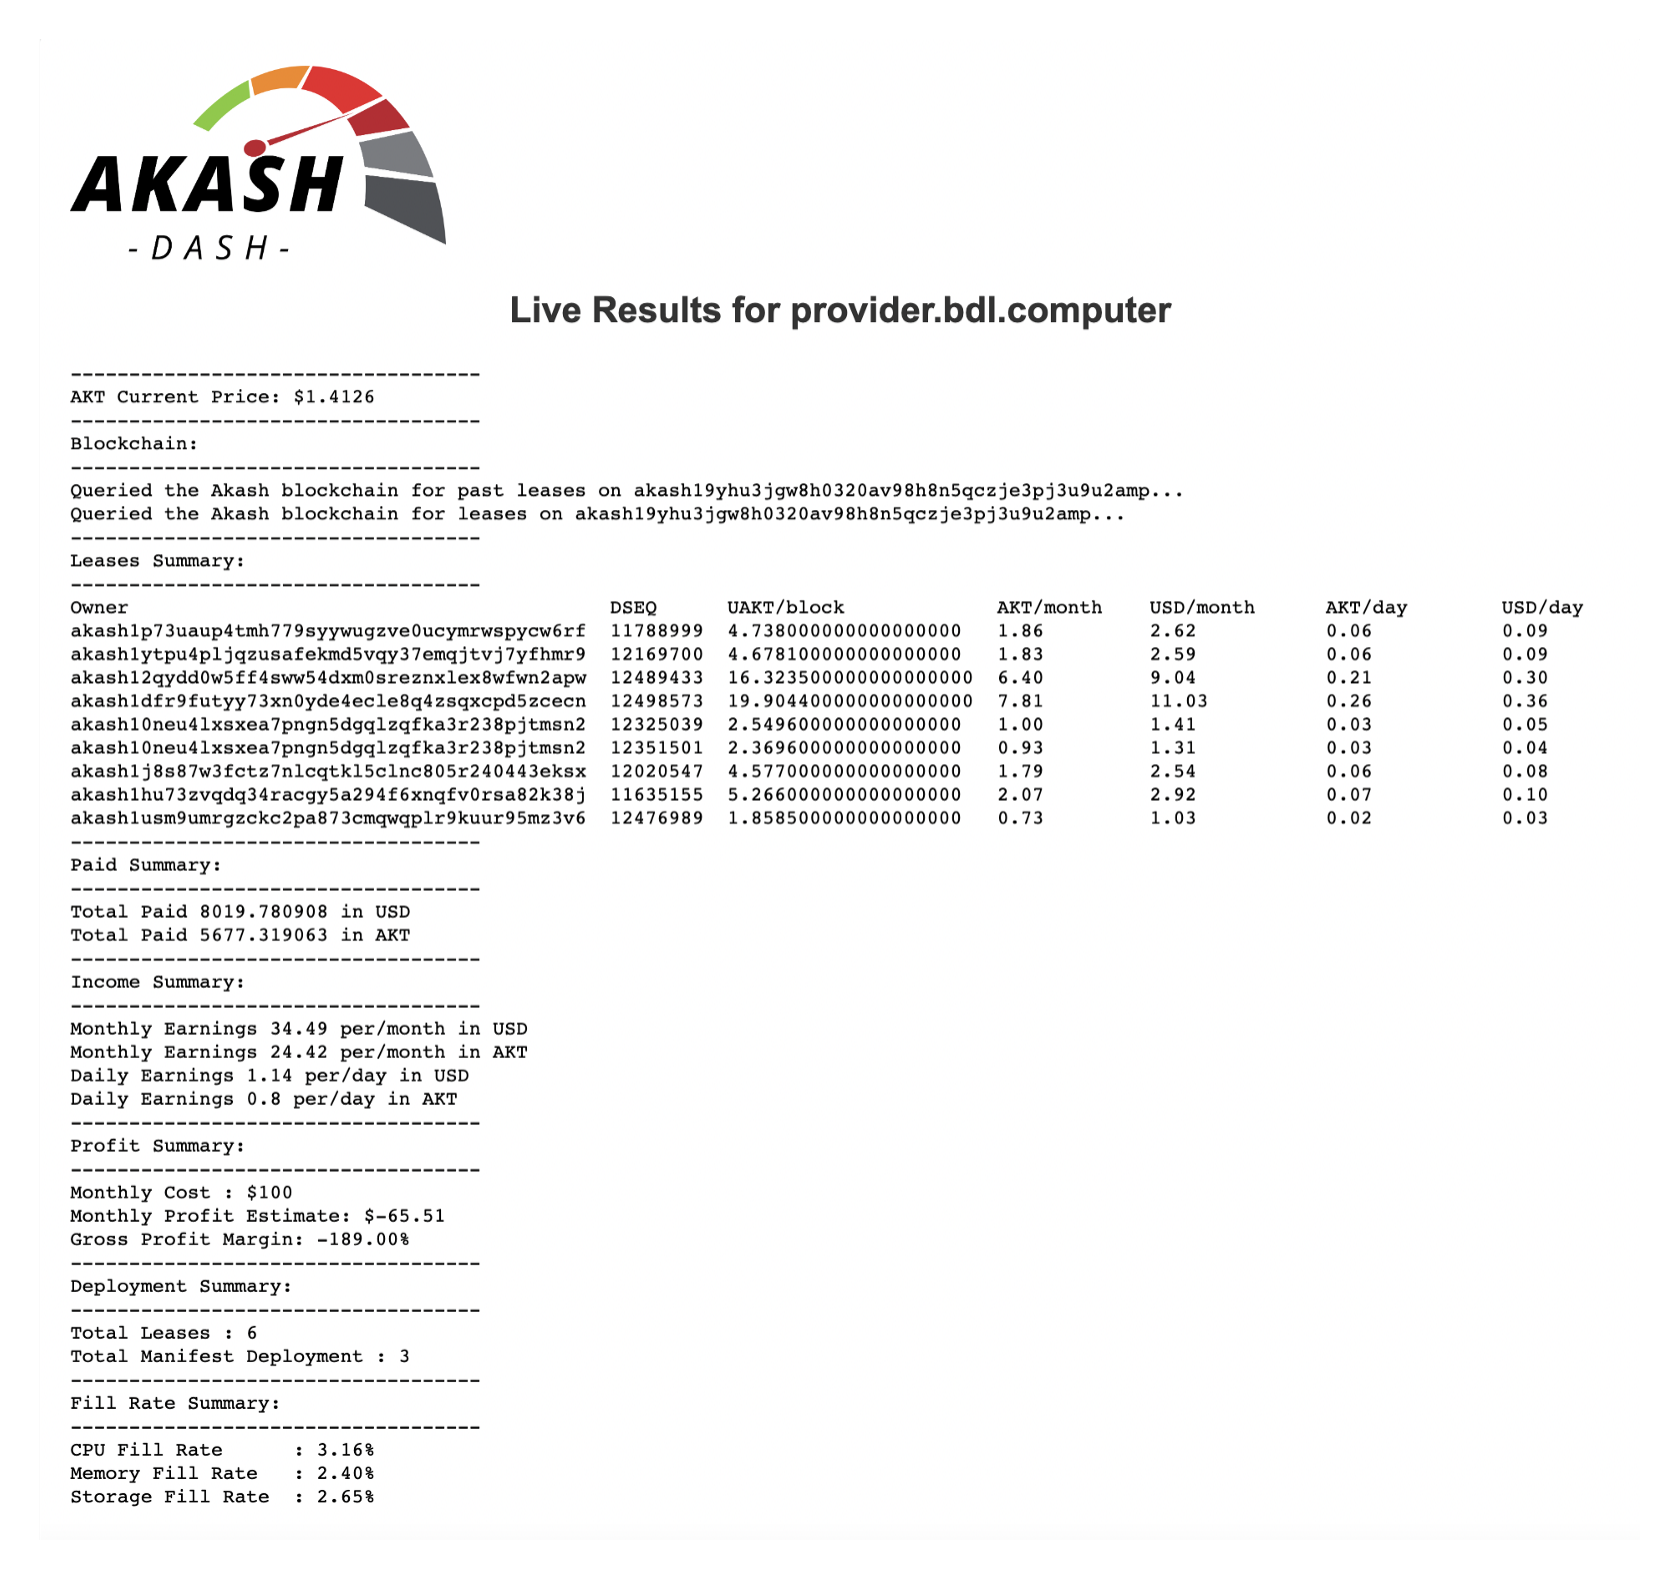 AKASH
-DASH-
Live Results for provider.bdl.computer
-----------------------------------
AKT Current Price: $1.4126
-----------------------------------
Blockchain:
-----------------------------------
Queried the Akash blockchain for past leases on akash19yhu3jgw8h0320av98h8n5qczje3pj3u9u2amp...
Queried the Akash blockchain for leases on akash19yhu3jgw8h0320av98h8n5qczje3pj3u9u2amp...
-----------------------------------
Leases Summary:
-----------------------------------
Owner DSEQ UAKT/block AKT/month USD/month AKT/day USD/day
akash1p73uaup4tmh779syywugzve0ucymrwspycw6rf 11788999 4.738000000000000000 1.86 2.62 0.06 0.09
akash1ytpu4pljqzusafekmd5vqy37emqjtvj7yfhmr9 12169700 4.678100000000000000 1.83 2.59 0.06 0.09
akash12qydd0w5ff4sww54dxm0sreznxlex8wfwn2apw 12489433 16.323500000000000000 6.40 9.04 0.21 0.30
akash1dfr9futyy73xn0yde4ecle8q4zsqxcpd5zcecn 12498573 19.904400000000000000 7.81 11.03 0.26 0.36
akash10neu4lxsxea7pngn5dgqlzqfka3r238pjtmsn2 12325039 2.549600000000000000 1.00 1.41 0.03 0.05
akash10neu4lxsxea7pngn5dgqlzqfka3r238pjtmsn2 12351501 2.369600000000000000 0.93 1.31 0.03 0.04
akash1j8s87w3fctz7nlcqtkl5clnc805r240443eksx 12020547 4.577000000000000000 1.79 2.54 0.06 0.08
akash1hu73zvqdq34racgy5a294f6xnqfv0rsa82k38j 11635155 5.266000000000000000 2.07 2.92 0.07 0.10
akash1usm9umrgzckc2pa873cmqwqplr9kuur95mz3v6 12476989 1.858500000000000000 0.73 1.03 0.02 0.03
-----------------------------------
Paid Summary:
-----------------------------------
Total Paid 8019.780908 in USD
Total Paid 5677.319063 in AKT
-----------------------------------
Income Summary:
-----------------------------------
Monthly Earnings 34.49 per/month in USD
Monthly Earnings 24.42 per/month in AKT
Daily Earnings 1.14 per/day in USD
Daily Earnings 0.8 per/day in AKT
-----------------------------------
Profit Summary:
-----------------------------------
Monthly Cost : $100
Monthly Profit Estimate: $-65.51
Gross Profit Margin: -189.00%
-----------------------------------
Deployment Summary:
-----------------------------------
Total Leases : 6
Total Manifest Deployment : 3
-----------------------------------
Fill Rate Summary:
-----------------------------------
CPU Fill Rate : 3.16%
Memory Fill Rate : 2.40%
Storage Fill Rate : 2.65%